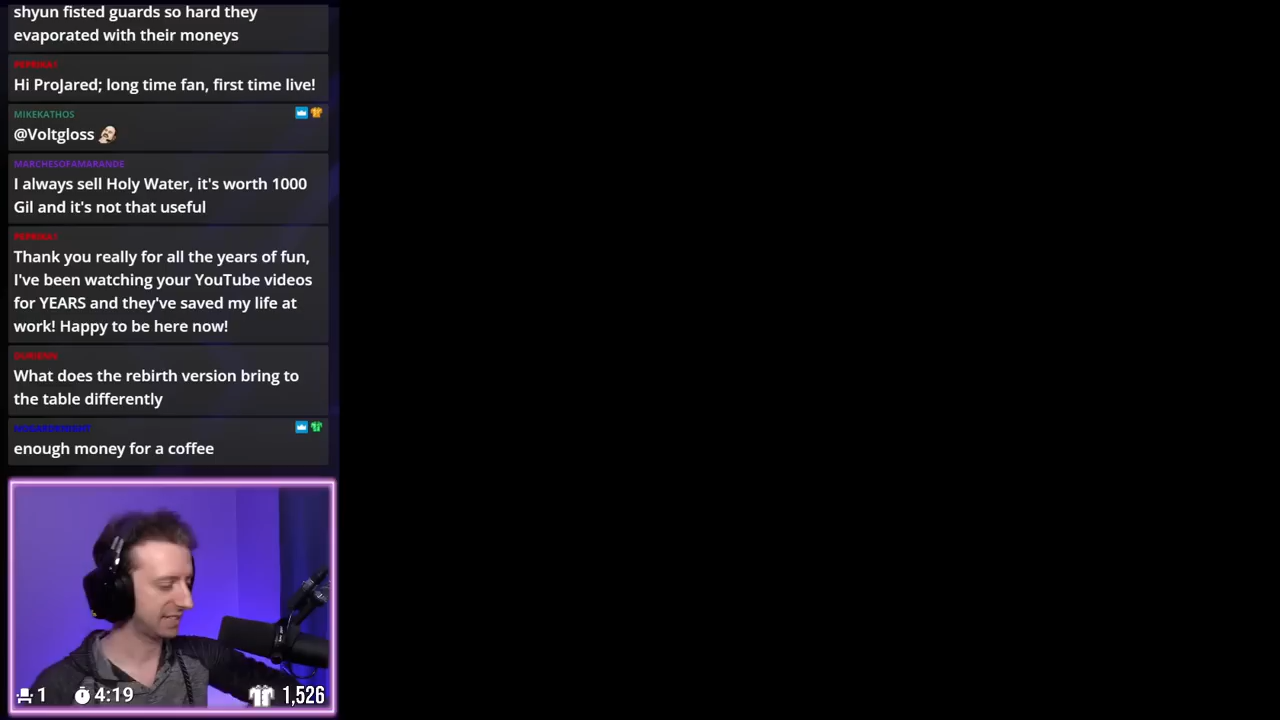 shyun fisted guards so hard they
evaporated with their moneys
Hi ProJared; long time fan, first time live!
MIKEKATHOS
@Voltgloss
MARCHESOFAMARANDE
I always sell Holy Water, it's worth 1000
Gil and it's not that useful
Thank you really for all the years of fun,
I've been watching your YouTube videos
for YEARS and they've saved my life at
work! Happy to be here now!
What does the rebirth version bring to
the table differently
enough money for a coffee
1 4:19 1,526